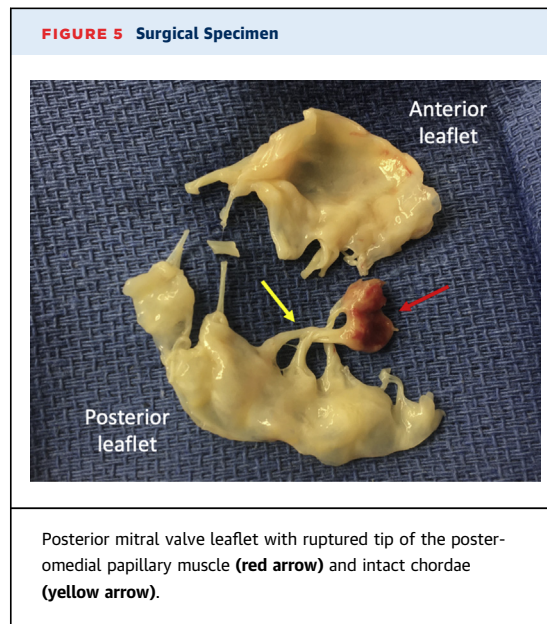 FIGURE 5 Surgical Specimen
Anterior
leaflet
Posterior
leaflet
Posterior mitral valve leaflet with ruptured tip of the poster-
omedial papillary muscle (red arrow) and intact chordae
(yellow arrow).